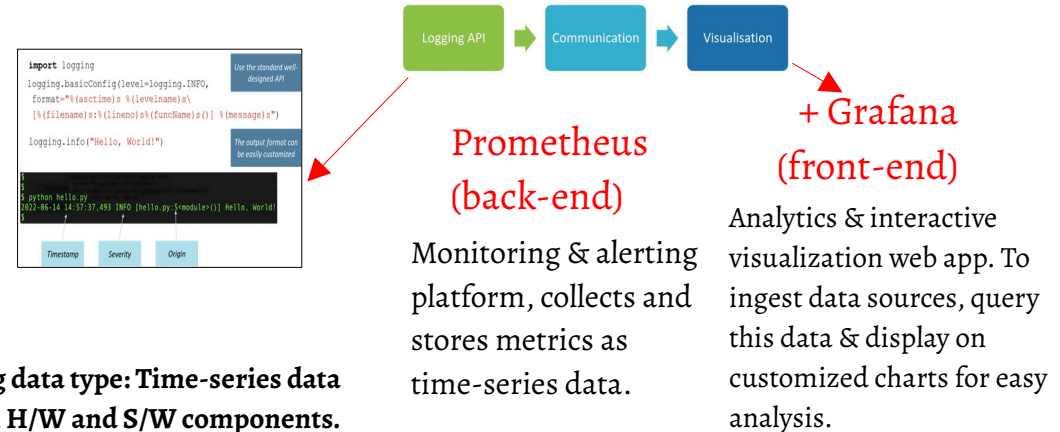 Logging API
Communication
Visualisation
import logging
logging.basicConfig(level=logging.INFO,
format="%(asctime)s %(levelname)s\
[%(filename)s:%(lineno)s%(funcName)s()] %(message)s")
logging.info("Hello, World!")
Use the standard well-
designed API
The output format can
be easily customized
$
$
$ python hello.py
2022-06-14 14:57:37.493 INFO [hello.py:5<module>()] Hello, World!
$
Timestamp
Severity
Origin
Prometheus
(back-end)
Monitoring & alerting
platform, collects and
stores metrics as
time-series data.
+ Grafana
(front-end)
Analytics & interactive
visualization web app. To
ingest data sources, query
this data & display on
customized charts for easy
analysis.
g data type: Time-series data
H/W and S/W components.